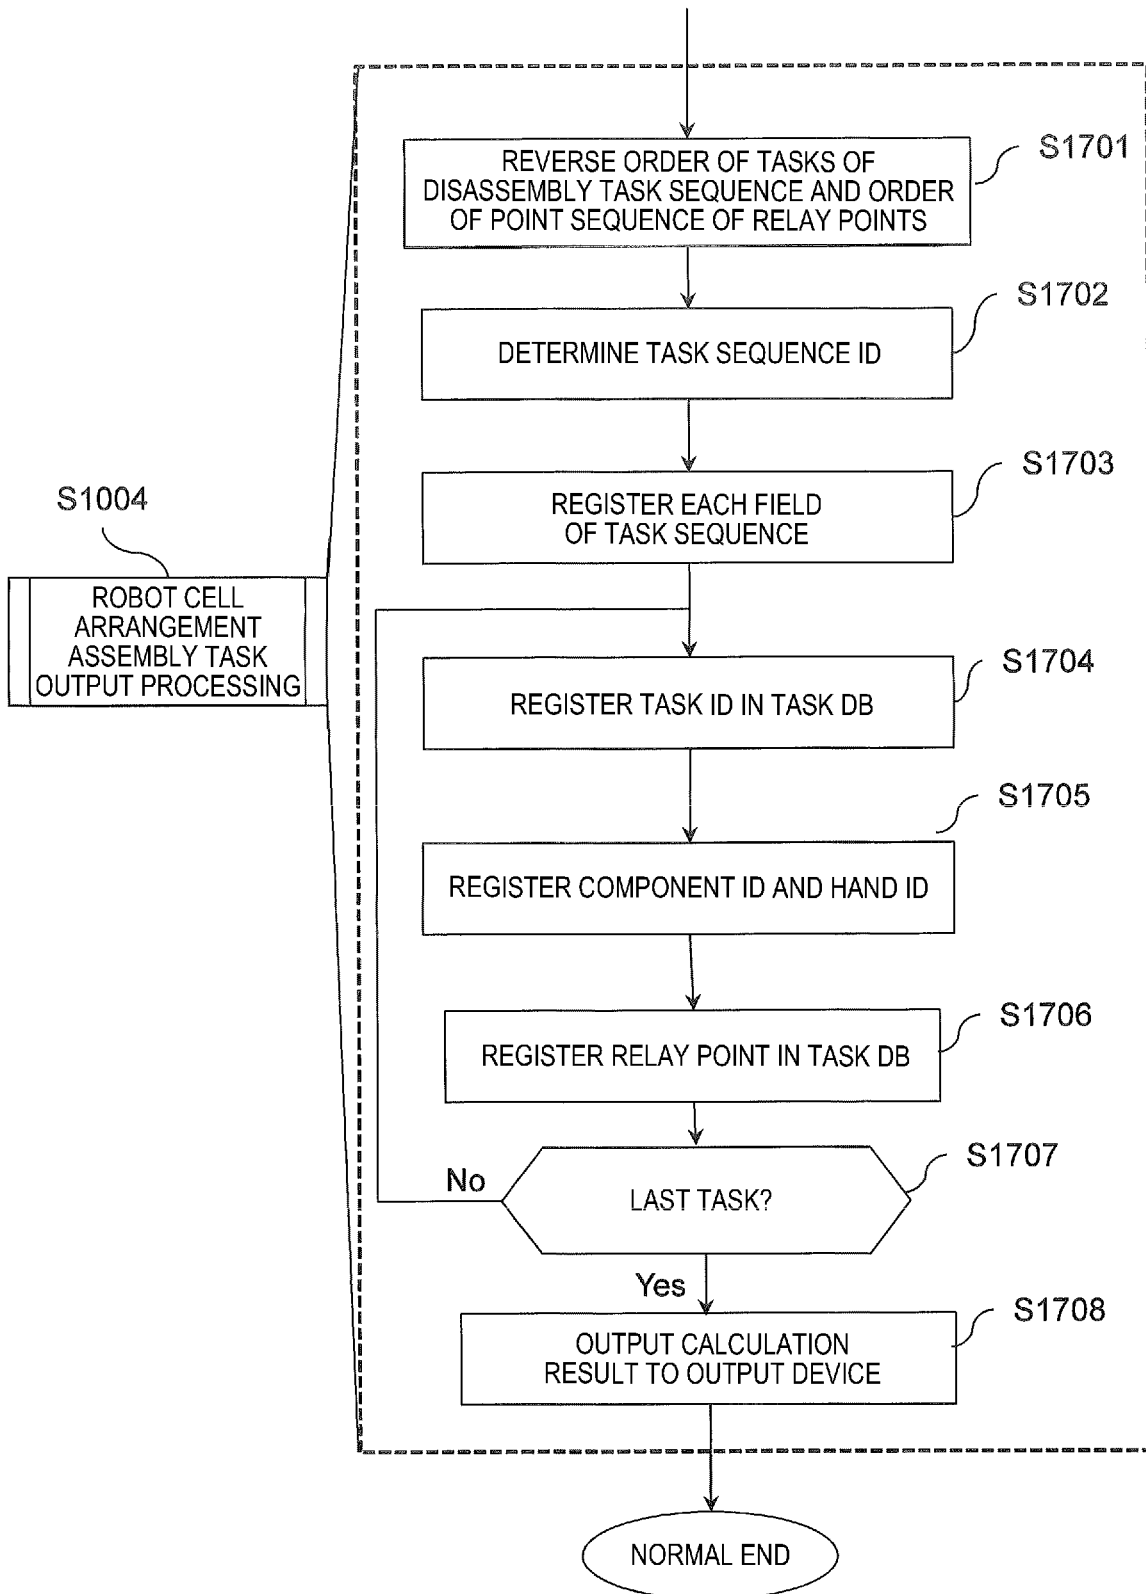 S1701
REVERSE ORDER OF TASKS OF
DISASSEMBLY TASK SEQUENCE AND ORDER
OF POINT SEQUENCE OF RELAY POINTS
S1702
DETERMINE TASK SEQUENCE ID
S1703
REGISTER EACH FIELD
OF TASK SEQUENCE
S1004
ROBOT CELL
ARRANGEMENT
ASSEMBLY TASK
OUTPUT PROCESSING
S1704
REGISTER TASK ID IN TASK DB
S1705
REGISTER COMPONENT ID AND HAND ID
S1706
REGISTER RELAY POINT IN TASK DB
S1707
No
LAST TASK?
Yes
S1708
OUTPUT CALCULATION
RESULT TO OUTPUT DEVICE
NORMAL END